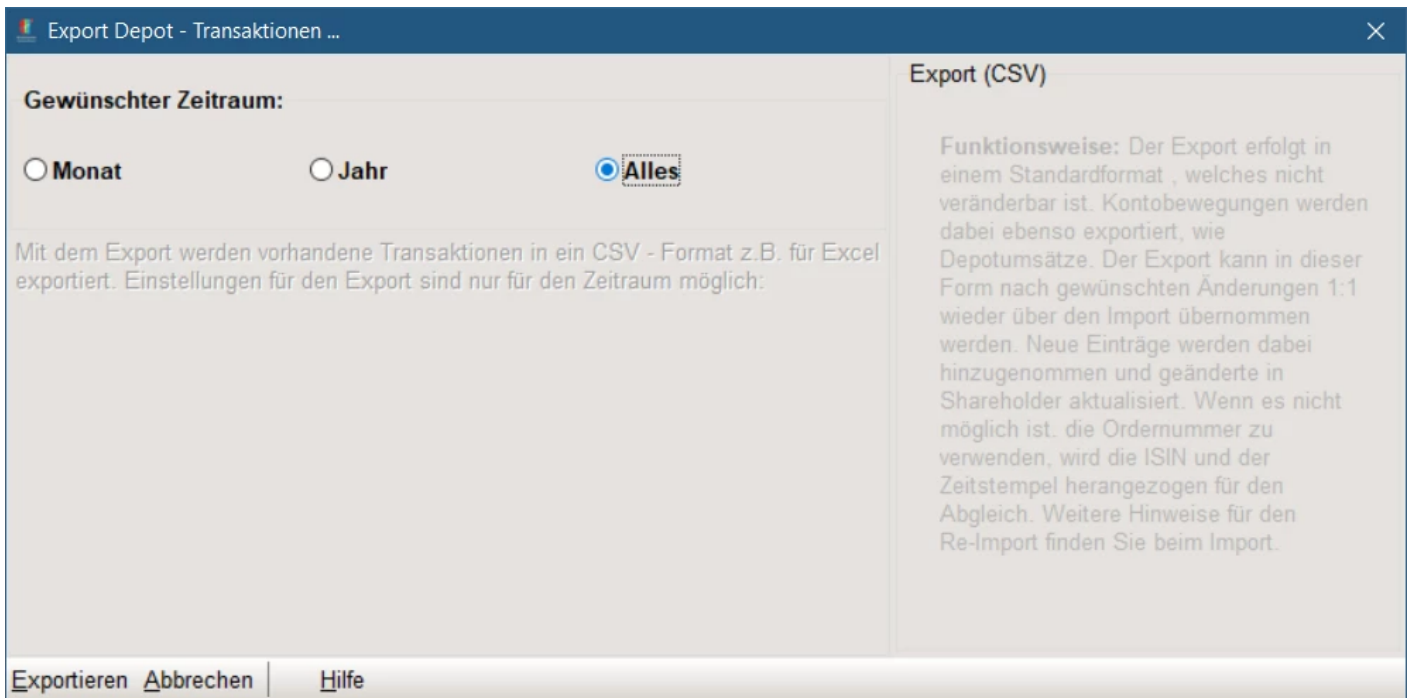 Export Depot - Transaktionen ...
Gewünschter Zeitraum:
Monat
Jahr
Alles
Mit dem Export werden vorhandene Transaktionen in ein CSV - Format z.B. für Excel
exportiert. Einstellungen für den Export sind nur für den Zeitraum möglich:
Export (CSV)
Funktionsweise: Der Export erfolgt in
einem Standardformat , welches nicht
veränderbar ist. Kontobewegungen werden
dabei ebenso exportiert, wie
Depotumsätze. Der Export kann in dieser
Form nach gewünschten Änderungen 1:1
wieder über den Import übernommen
werden. Neue Einträge werden dabei
hinzugenommen und geänderte in
Shareholder aktualisiert. Wenn es nicht
möglich ist. die Ordernummer zu
verwenden, wird die ISIN und der
Zeitstempel herangezogen für den
Abgleich. Weitere Hinweise für den
Re-Import finden Sie beim Import.
Exportieren Abbrechen Hilfe